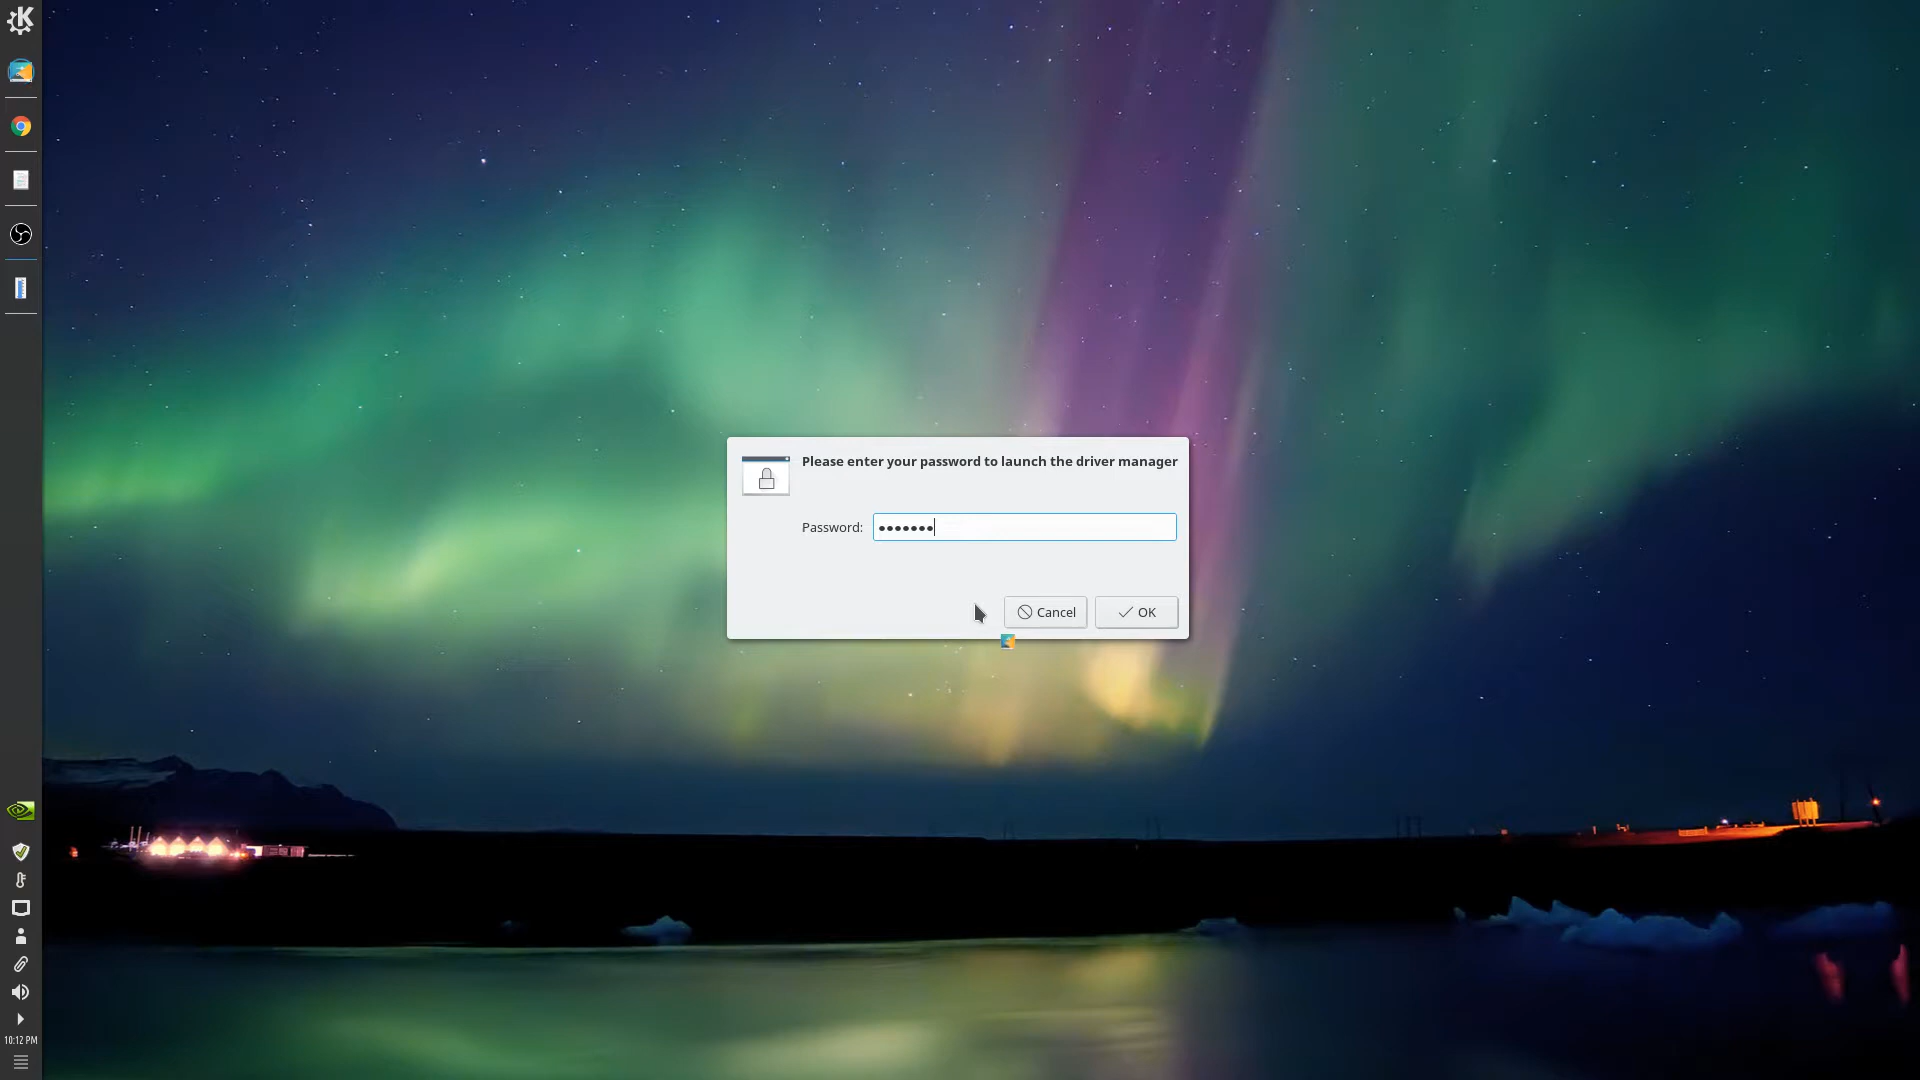 Please enter your password to launch the driver manager
Password: •••••••
Cancel
OK
10:12 PM